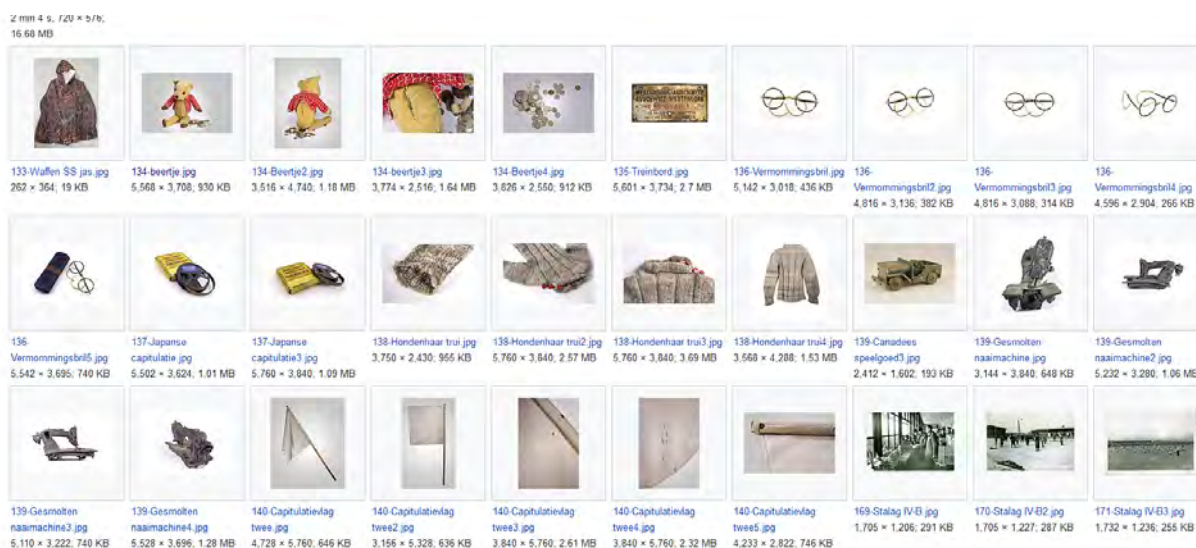 2 min 4 s, 720 × 576;
16.68 MB
133-Waffen SS jas.jpg
262 × 364; 19 KB
134-beertje.jpg
5,568 × 3,708; 930 KB
134-Beertje2.jpg
3,516 × 4,740; 1.18 MB
134-beertje3.jpg
3,774 × 2,516; 1.64 MB
134-Beertje4.jpg
3,826 × 2,550; 912 KB
135-Treinbord.jpg
5,601 × 3,734; 2.7 MB
136-Vermommingsbril.jpg
5,142 × 3,018; 436 KB
136-
Vermommingsbril2.jpg
4,816 × 3,136; 382 KB
136-
Vermommingsbril3.jpg
4,816 × 3,088; 314 KB
136-
Vermommingsbril4.jpg
4,596 × 2,904; 266 KB
136-
Vermommingsbril5.jpg
5,542 × 3,695; 740 KB
137-Japanse
capitulatie.jpg
5,502 × 3,624; 1.01 MB
137-Japanse
capitulatie3.jpg
5,760 × 3,840; 1.09 MB
138-Hondenhaar trui.jpg
3,750 × 2,430; 955 KB
138-Hondenhaar trui2.jpg
5,760 × 3,840; 2.57 MB
138-Hondenhaar trui3.jpg
5,760 × 3,840; 3.69 MB
138-Hondenhaar trui4.jpg
3,568 × 4,288; 1.53 MB
139-Canadees
speelgoed3.jpg
2,412 × 1,602; 193 KB
139-Gesmolten
naaimachine.jpg
3,144 × 3,840; 648 KB
139-Gesmolten
naaimachine2.jpg
5,232 × 3,280; 1.06 MB
139-Gesmolten
naaimachine3.jpg
5,110 × 3,222; 740 KB
139-Gesmolten
naaimachine4.jpg
5,528 × 3,696; 1.28 MB
140-Capitulatievlag
twee.jpg
4,728 × 5,760; 646 KB
140-Capitulatievlag
twee2.jpg
3,156 × 5,328; 636 KB
140-Capitulatievlag
twee3.jpg
3,840 × 5,760; 2.61 MB
140-Capitulatievlag
twee4.jpg
3,840 × 5,760; 2.32 MB
140-Capitulatievlag
twee5.jpg
4,233 × 2,822; 746 KB
169-Stalag IV-B.jpg
1,705 × 1,206; 291 KB
170-Stalag IV-B2.jpg
1,705 × 1,227; 287 KB
171-Stalag IV-B3.jpg
1,732 × 1,236; 255 KB